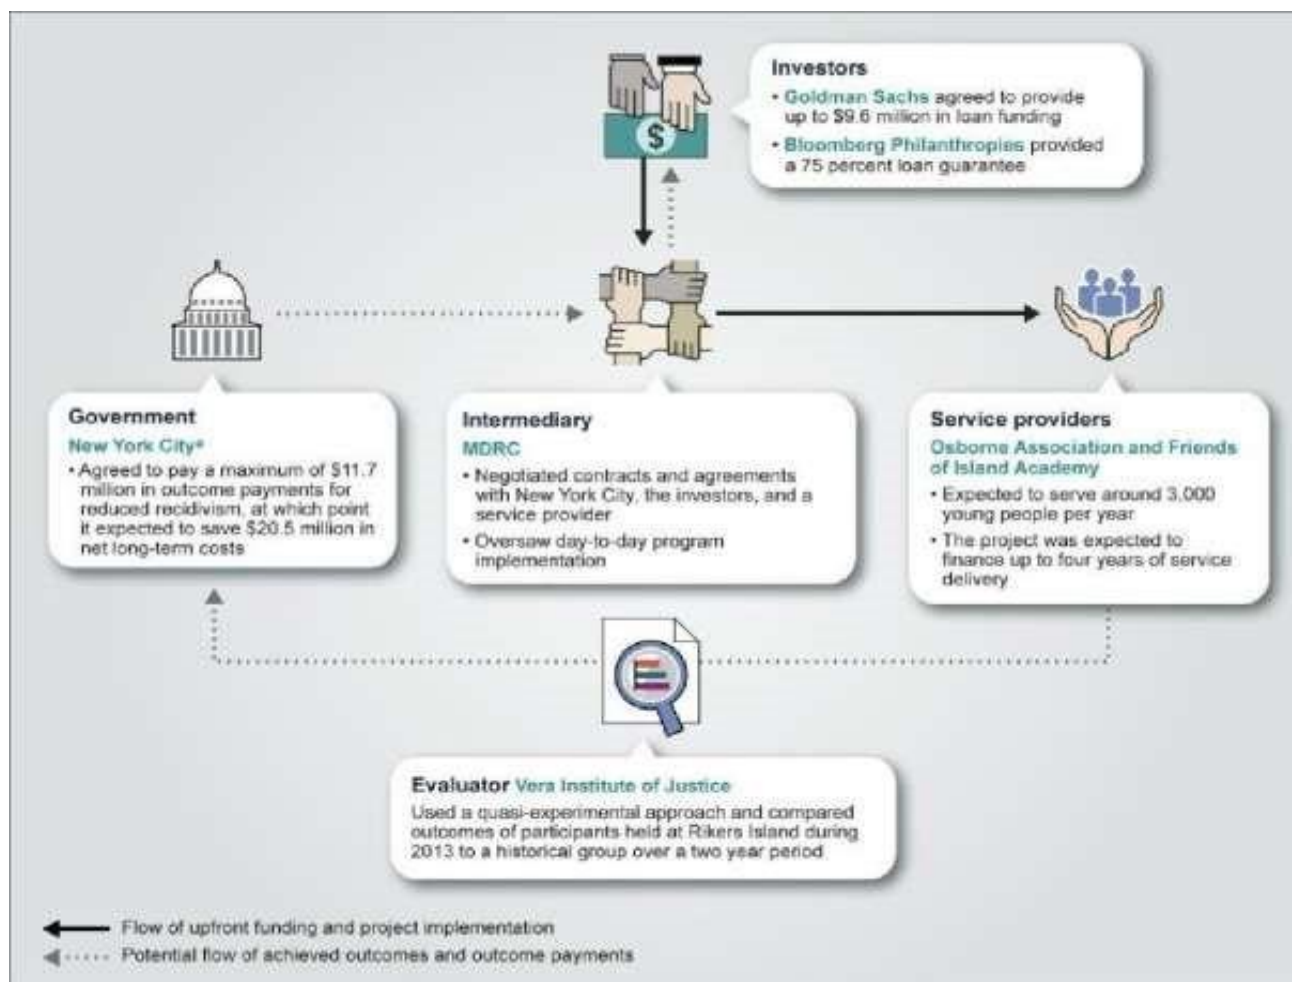 Investors
• Goldman Sachs agreed to provide
up to $9.6 million in loan funding
• Bloomberg Philanthropies provided
a 75 percent loan guarantee
$
Government
New York Cityᵃ
• Agreed to pay a maximum of $11.7
million in outcome payments for
reduced recidivism, at which point
it expected to save $20.5 million in
net long-term costs
Intermediary
MDRC
• Negotiated contracts and agreements
with New York City, the investors, and a
service provider
• Oversaw day-to-day program
implementation
Service providers
Osborne Association and Friends
of Island Academy
• Expected to serve around 3,000
young people per year
• The project was expected to
finance up to four years of service
delivery
Evaluator Vera Institute of Justice
Used a quasi-experimental approach and compared
outcomes of participants held at Rikers Island during
2013 to a historical group over a two year period
Flow of upfront funding and project implementation
Potential flow of achieved outcomes and outcome payments